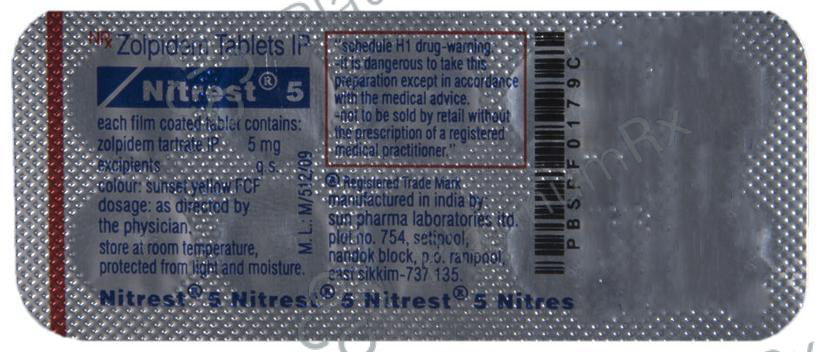 NRx Zolpidem Tablets IP
Nitrest® 5
each film coated tablet contains:
zolpidem tartrate IP 5 mg
excipients q.s.
colour: sunset yellow FCF
dosage: as directed by
the physician.
store at room temperature,
protected from light and moisture.
M. L.: M/512/09
"schedule H1 drug-warning:
-it is dangerous to take this
preparation except in accordance
with the medical advice.
-not to be sold by retail without
the prescription of a registered
medical practitioner."
® Registered Trade Mark
manufactured in india by:
sun pharma laboratories ltd.
plot no. 754, setipool,
nandok block, p.o. ranipool,
east sikkim-737 135.
PBSPF0179C
Nitrest® 5 Nitrest® 5 Nitrest® 5 Nitres